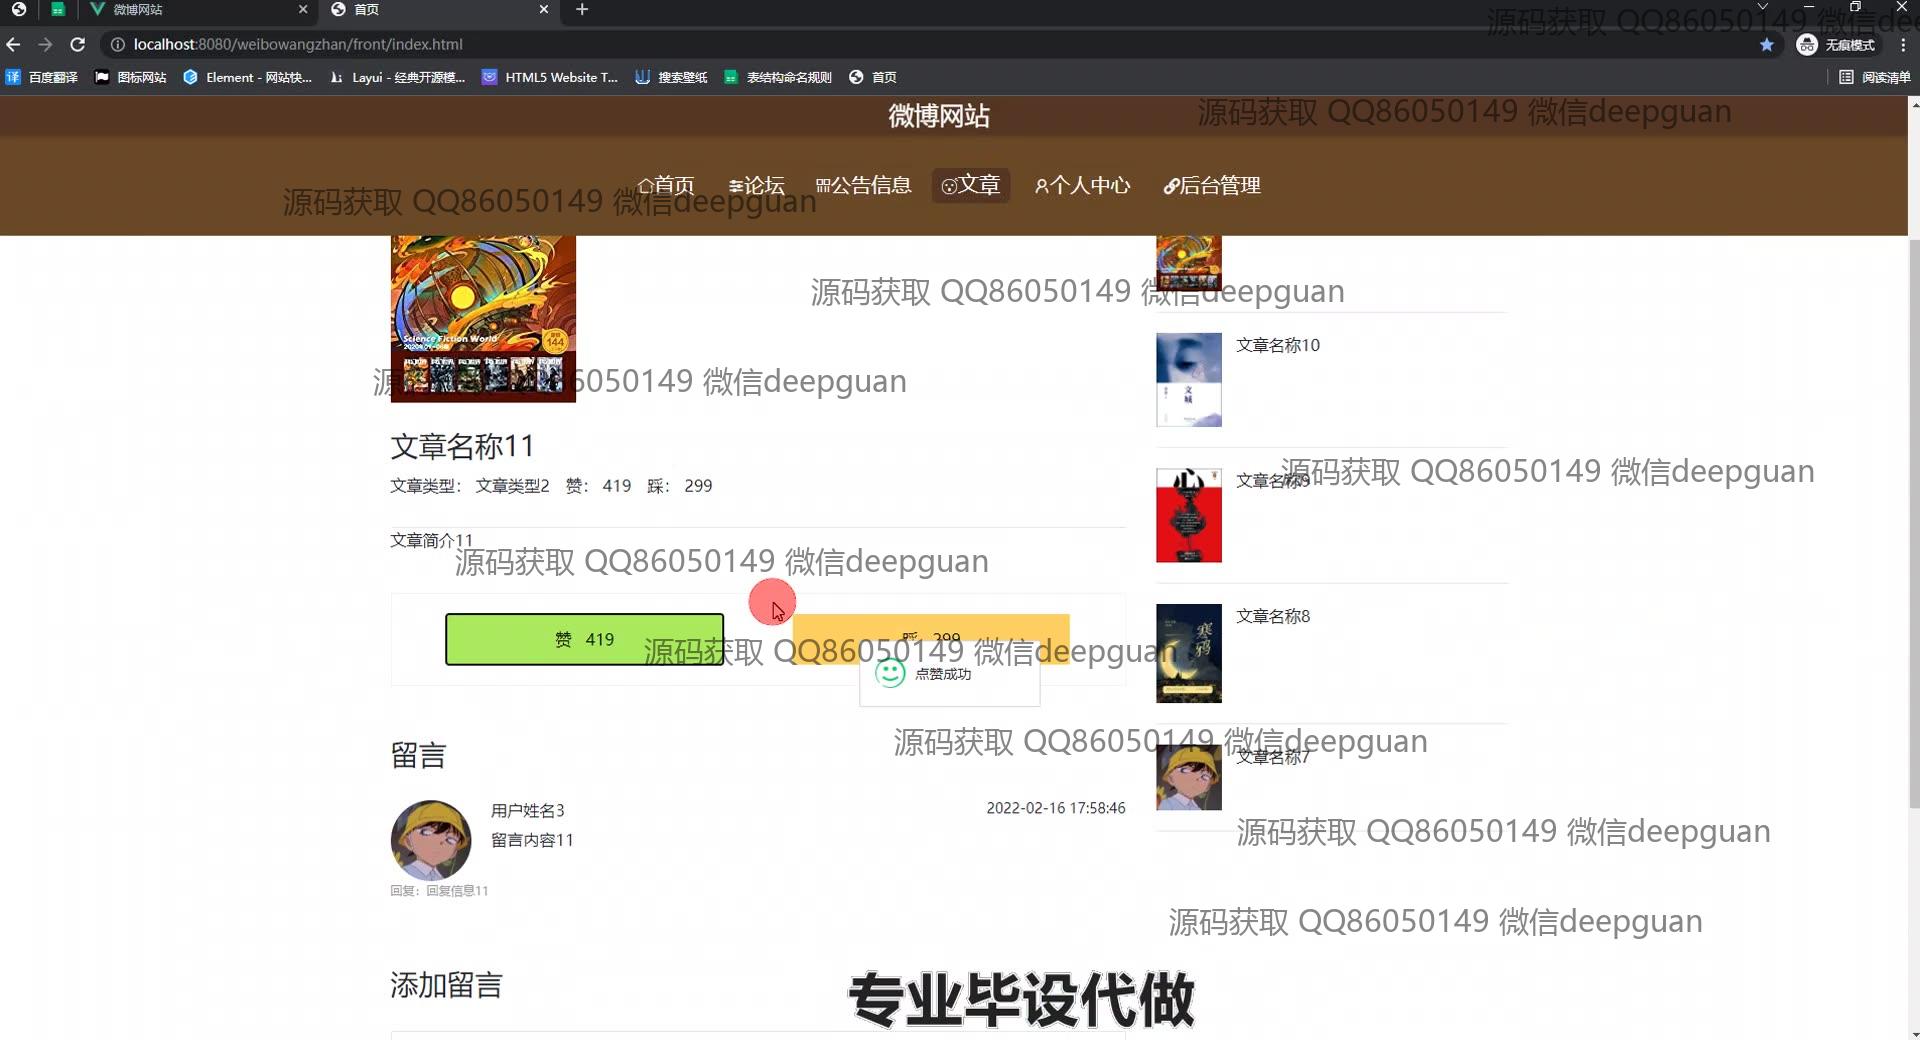 微博网站
首页
localhost:8080/weibowangzhan/front/index.html
无痕模式
百度翻译
图标网站
Element - 网站快...
Layui - 经典开源模...
HTML5 Website T...
搜索壁纸
表结构命名规则
首页
阅读清单
源码获取 QQ86050149 微信dee
微博网站
源码获取 QQ86050149 微信deepguan
首页
论坛
公告信息
文章
个人中心
后台管理
源码获取 QQ86050149 微信deepguan
源码获取 QQ86050149 微信deepguan
Science Fiction World
144
源码获取 QQ86050149 微信deepguan
文章名称10
文章名称11
文章类型: 文章类型2 赞: 419 踩: 299
文章名称9
源码获取 QQ86050149 微信deepguan
文章简介11
源码获取 QQ86050149 微信deepguan
文章名称8
寒鸦
赞 419
踩 299
源码获取 QQ86050149 微信deepguan
点赞成功
源码获取 QQ86050149 微信deepguan
留言
文章名称7
用户姓名3
2022-02-16 17:58:46
留言内容11
源码获取 QQ86050149 微信deepguan
回复: 回复信息11
源码获取 QQ86050149 微信deepguan
添加留言
专业毕设代做